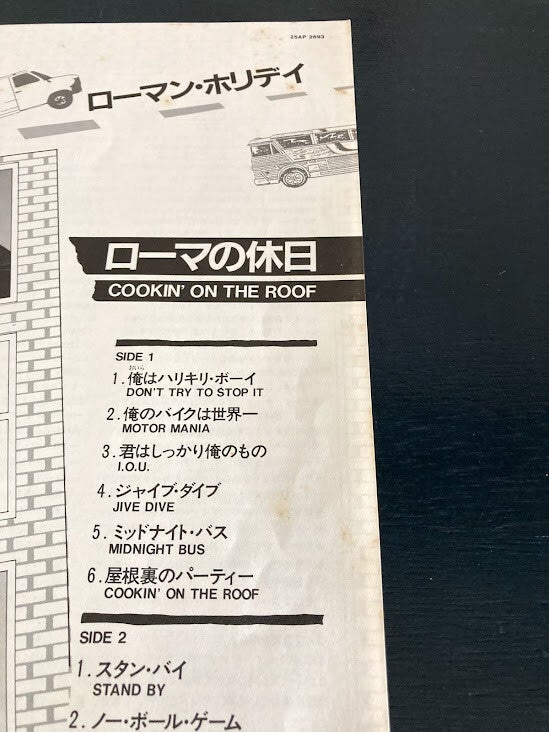 25AP 2693
ローマン・ホリデイ
ローマの休日
COOKIN' ON THE ROOF
SIDE 1
おいら
1.俺はハリキリ・ボーイ
DON'T TRY TO STOP IT
2.俺のバイクは世界一
MOTOR MANIA
3.君はしっかり俺のもの
I.O.U.
4.ジャイブ・ダイブ
JIVE DIVE
5.ミッドナイト・バス
MIDNIGHT BUS
6.屋根裏のパーティー
COOKIN' ON THE ROOF
SIDE 2
1.スタン・バイ
STAND BY
2.ノー・ボール・ゲーム